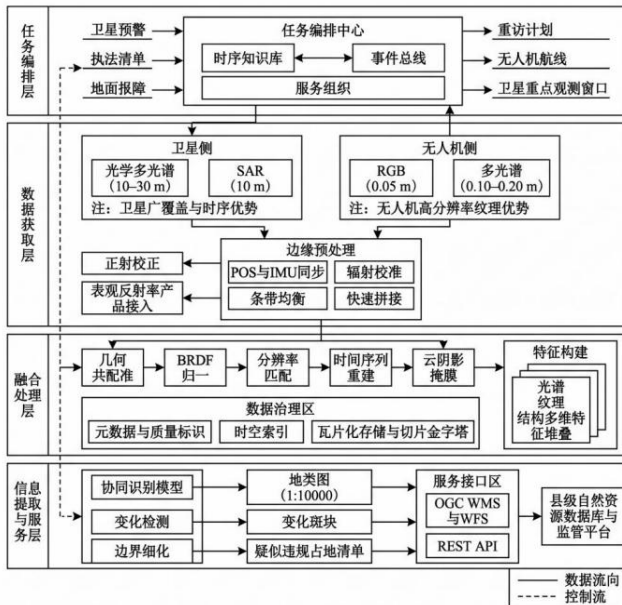 任务编排层
卫星预警
执法清单
地面报障
任务编排中心
时序知识库
事件总线
服务组织
重访计划
无人机航线
卫星重点观测窗口
数据获取层
卫星侧
光学多光谱
(10–30 m)
SAR
(10 m)
注：卫星广覆盖与时序优势
无人机侧
RGB
(0.05 m)
多光谱
(0.10–0.20 m)
注：无人机高分辨率纹理优势
边缘预处理
POS与IMU同步
辐射校准
条带均衡
快速拼接
正射校正
表观反射率产
品接入
融合处理层
几何
共配准
BRDF
归一
分辨率
匹配
时间序列
重建
云阴影
掩膜
特征构建
光谱
纹理
结构多维特
征堆叠
数据治理区
元数据与质量标识
时空索引
瓦片化存储与切片金字塔
信息提取与服务层
协同识别模型
变化检测
边界细化
地类图
(1:10000)
变化斑块
疑似违规占地清单
服务接口区
OGC WMS
与WFS
REST API
县级自然资
源数据库与
监管平台
数据流向
控制流